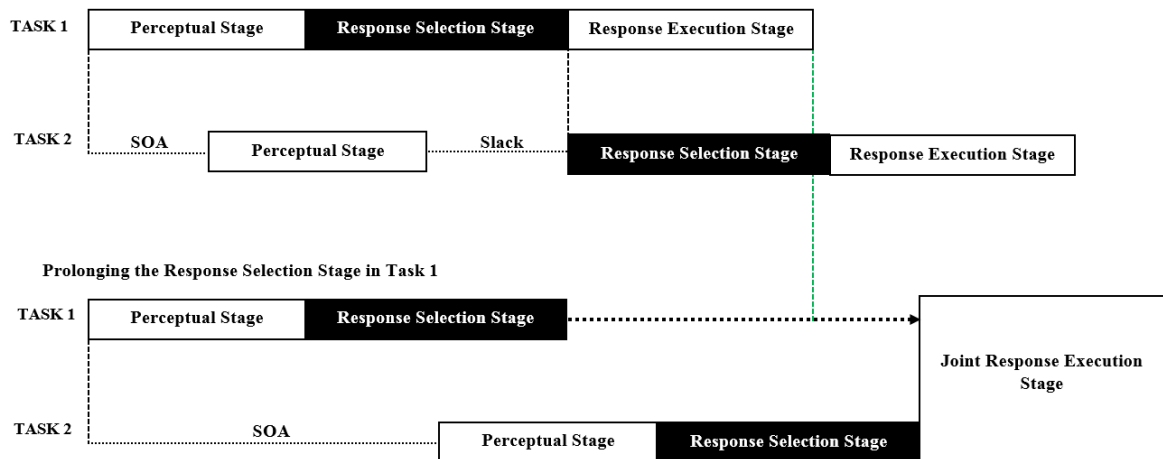 TASK 1
Perceptual Stage
Response Selection Stage
Response Execution Stage
TASK 2
SOA
Perceptual Stage
Slack
Response Selection Stage
Response Execution Stage
Prolonging the Response Selection Stage in Task 1
TASK 1
Perceptual Stage
Response Selection Stage
Joint Response Execution
Stage
TASK 2
SOA
Perceptual Stage
Response Selection Stage